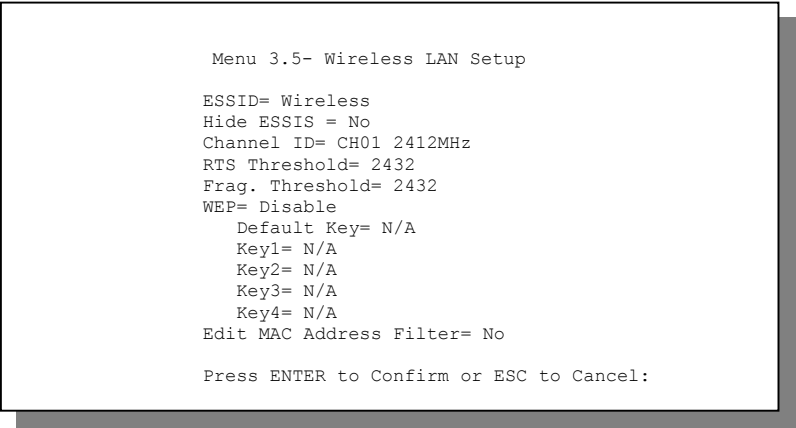 Menu 3.5- Wireless LAN Setup
ESSID= Wireless
Hide ESSIS = No
Channel ID= CH01 2412MHz
RTS Threshold= 2432
Frag. Threshold= 2432
WEP= Disable
Default Key= N/A
Key1= N/A
Key2= N/A
Key3= N/A
Key4= N/A
Edit MAC Address Filter= No
Press ENTER to Confirm or ESC to Cancel: